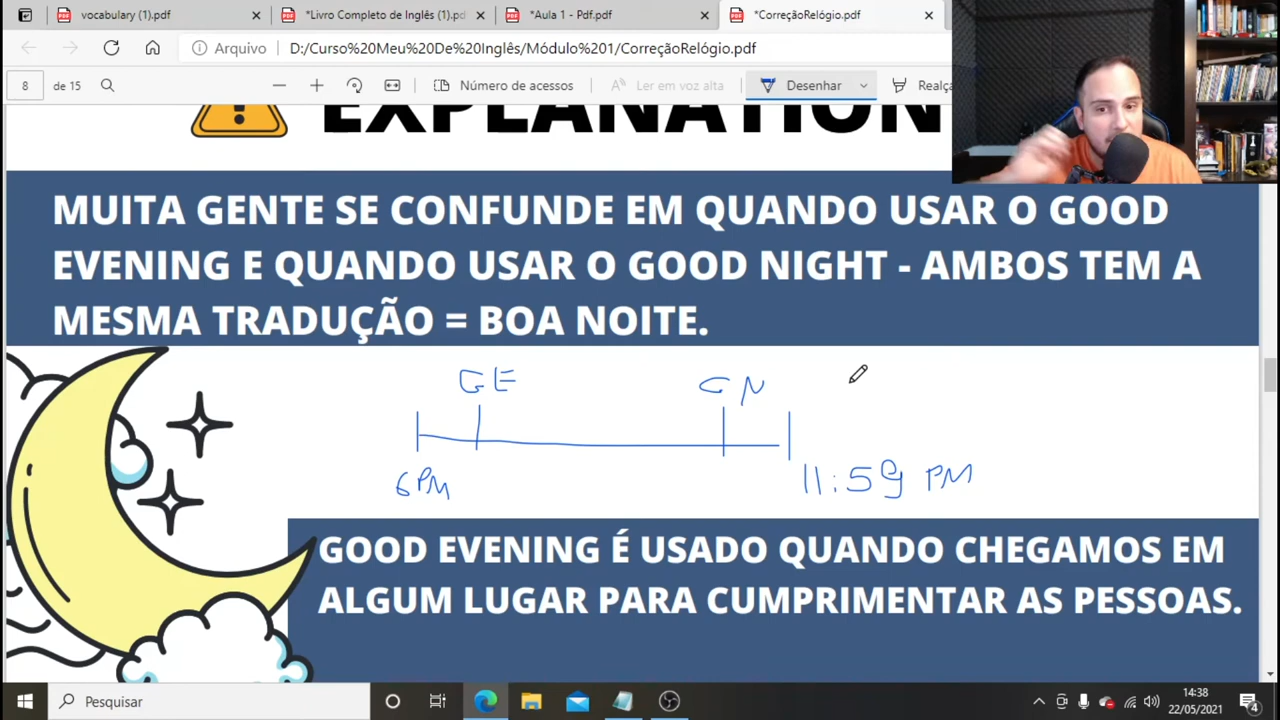 vocabulary (1).pdf
*Livro Completo de Inglês (1).pd
*Aula 1 - Pdf.pdf
*CorreçãoRelógio.pdf
Arquivo
D:/Curso%20Meu%20De%20Inglês/Módulo%201/CorreçãoRelógio.pdf
8
de 15
Número de acessos
Ler em voz alta
Desenhar
Realça
EXPLANATION
MUITA GENTE SE CONFUNDE EM QUANDO USAR O GOOD
EVENING E QUANDO USAR O GOOD NIGHT - AMBOS TEM A
MESMA TRADUÇÃO = BOA NOITE.
GE
GN
6PM
11:59 PM
GOOD EVENING É USADO QUANDO CHEGAMOS EM
ALGUM LUGAR PARA CUMPRIMENTAR AS PESSOAS.
Pesquisar
14:38
22/05/2021
4